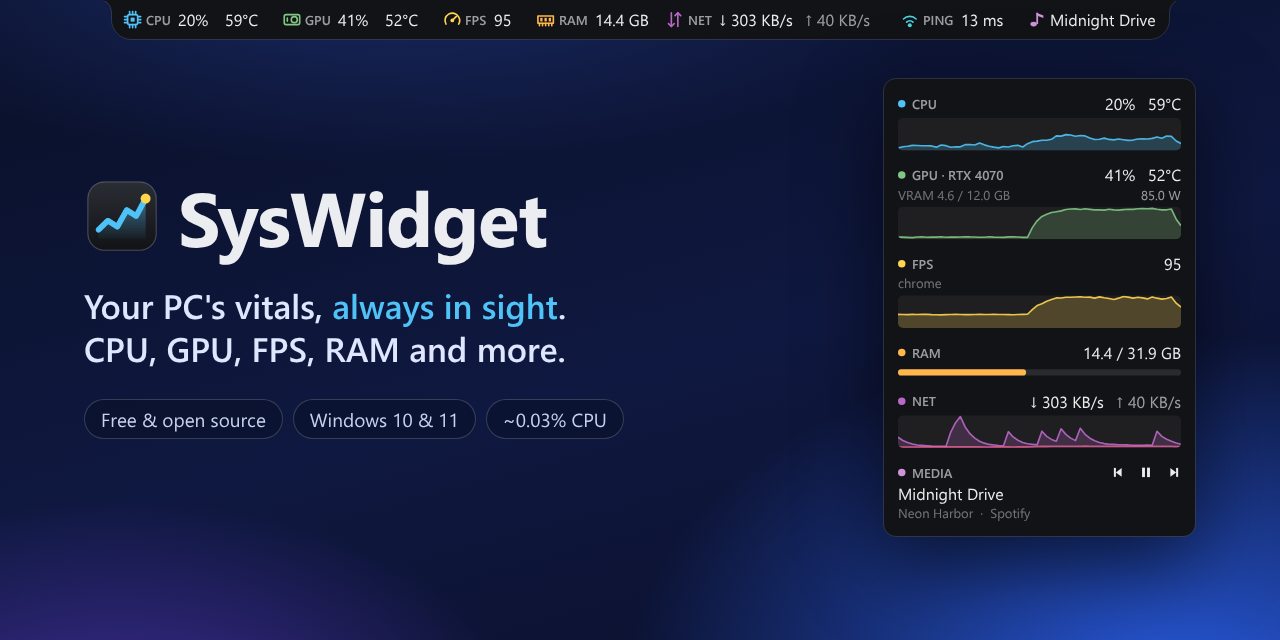 CPU 20% 59°C GPU 41% 52°C FPS 95 RAM 14.4 GB NET ↓ 303 KB/s ↑ 40 KB/s PING 13 ms Midnight Drive
SysWidget
Your PC's vitals, always in sight.
CPU, GPU, FPS, RAM and more.
Free & open source Windows 10 & 11 ~0.03% CPU
CPU 20% 59°C
GPU · RTX 4070 41% 52°C
VRAM 4.6 / 12.0 GB 85.0 W
FPS 95
chrome
RAM 14.4 / 31.9 GB
NET ↓ 303 KB/s ↑ 40 KB/s
MEDIA
Midnight Drive
Neon Harbor · Spotify